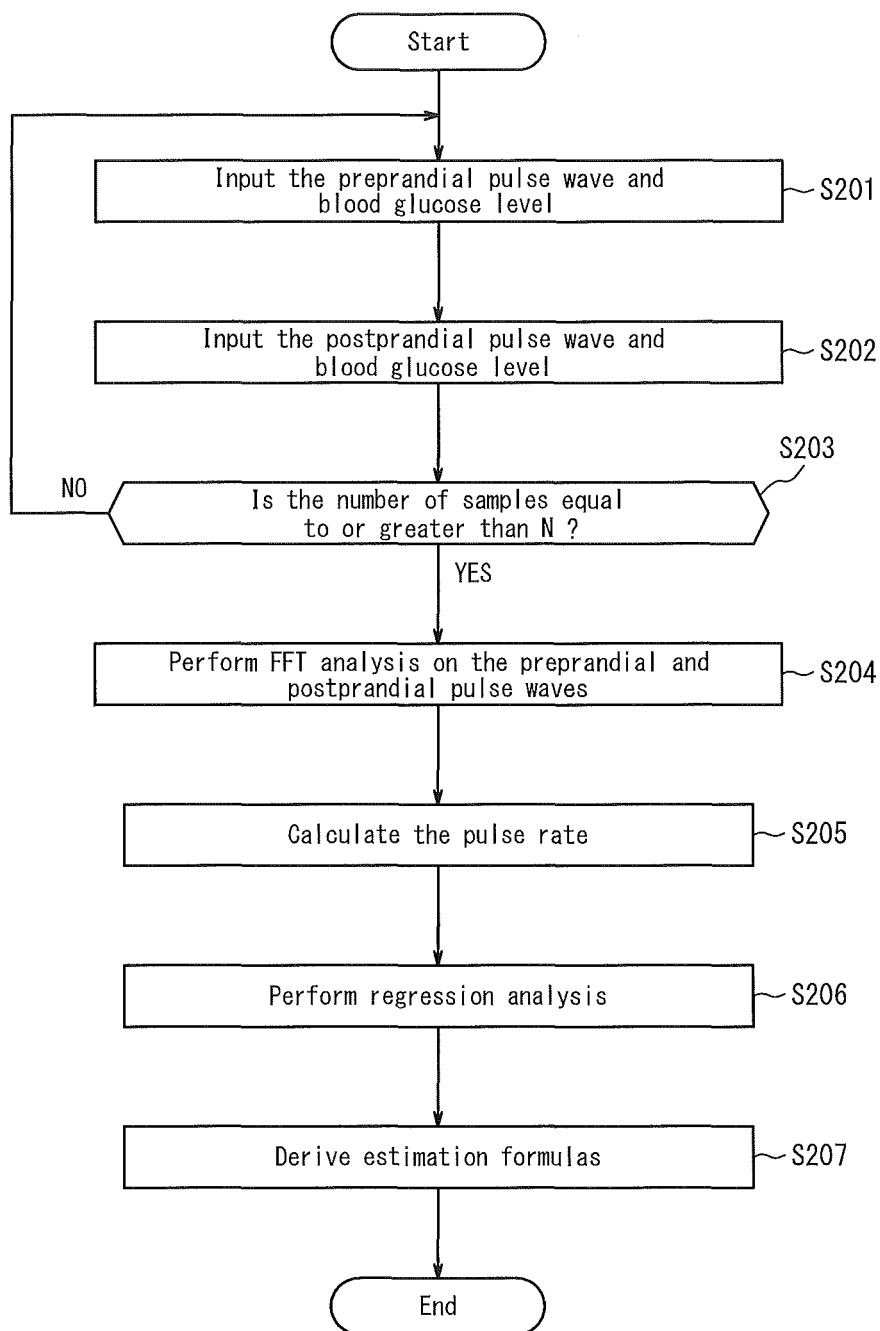 Start
Input the preprandial pulse wave and
blood glucose level
S201
Input the postprandial pulse wave and
blood glucose level
S202
S203
NO
Is the number of samples equal
to or greater than N ?
YES
Perform FFT analysis on the preprandial and
postprandial pulse waves
S204
Calculate the pulse rate
S205
Perform regression analysis
S206
Derive estimation formulas
S207
End